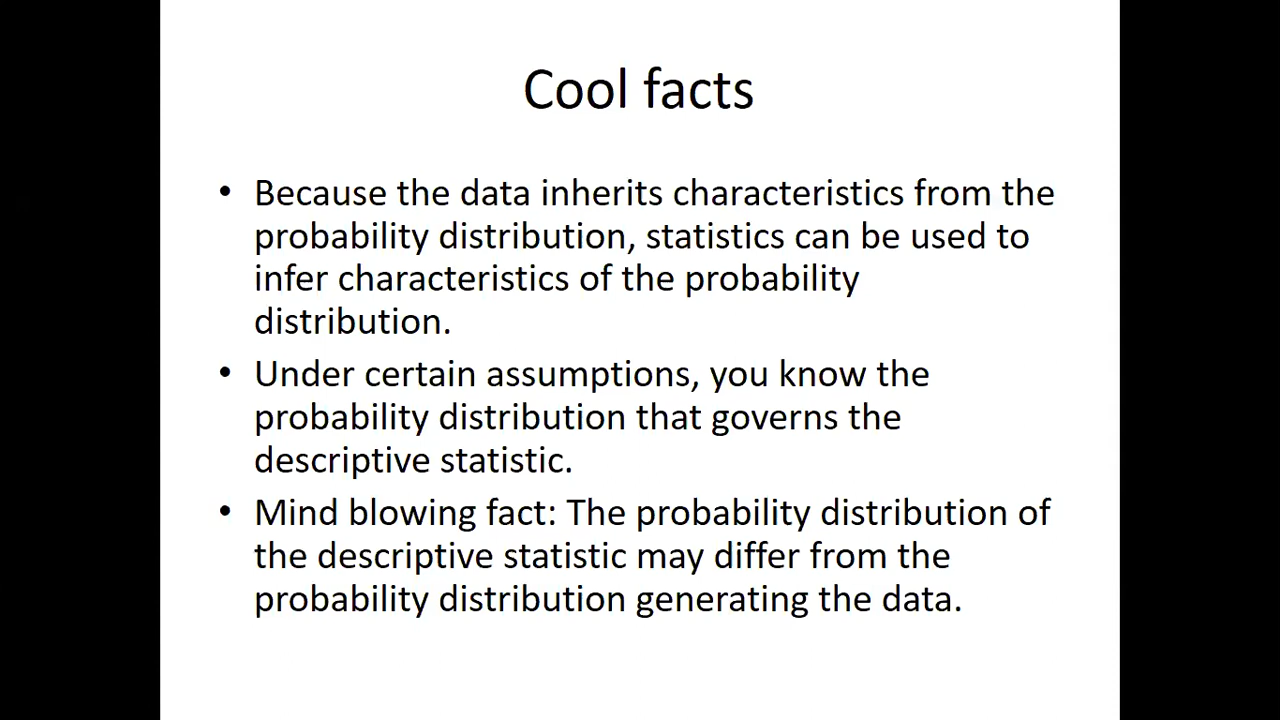 Cool facts
• Because the data inherits characteristics from the
probability distribution, statistics can be used to
infer characteristics of the probability
distribution.
• Under certain assumptions, you know the
probability distribution that governs the
descriptive statistic.
• Mind blowing fact: The probability distribution of
the descriptive statistic may differ from the
probability distribution generating the data.